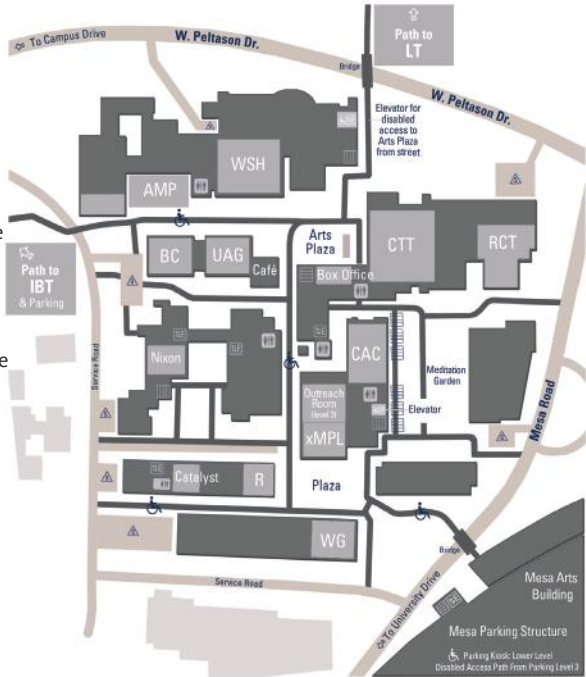 To Campus Drive
W. Peltason Dr.
Path to
LT
Bridge
W. Peltason Dr.
Elevator for
disabled
access to
Arts Plaza
from street
WSH
AMP
Arts
Plaza
CTT
RCT
e
BC
UAG
Café
Box Office
Path to
IBT
& Parking
Nixon
CAC
e
Service Road
Outreach
Room
(level 3)
Meditation
Garden
Elevator
Mesa Road
xMPL
Catalyst
R
Plaza
WG
Bridge
Service Road
To University Drive
Mesa Arts
Building
Mesa Parking Structure
Parking Kiosk: Lower Level
Disabled Access Path From Parking Level 3